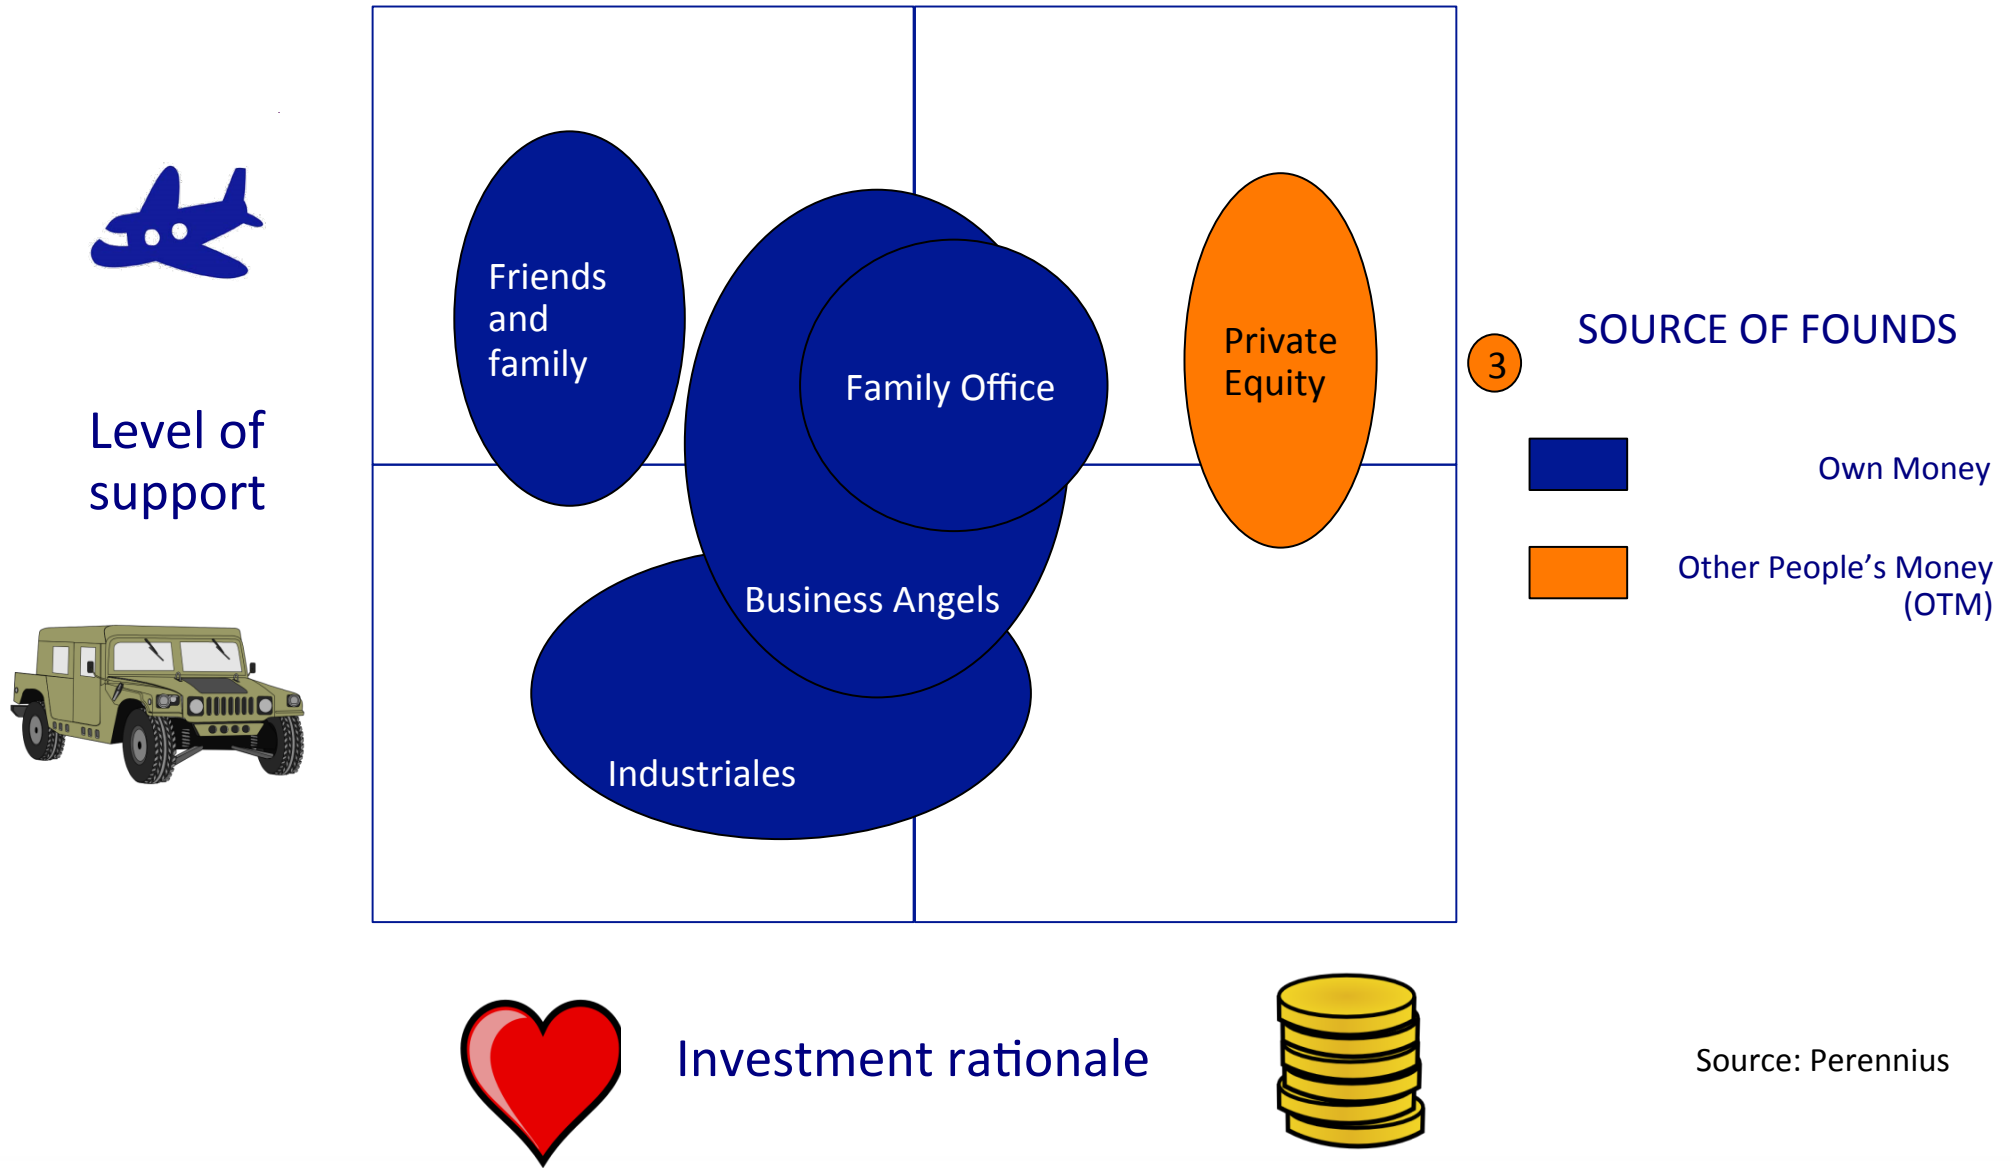 Friends
and
family
Family Office
Private
Equity
Business Angels
Industriales
Level of
support
3
SOURCE OF FOUNDS
Own Money
Other People’s Money
(OTM)
Investment rationale
Source: Perennius